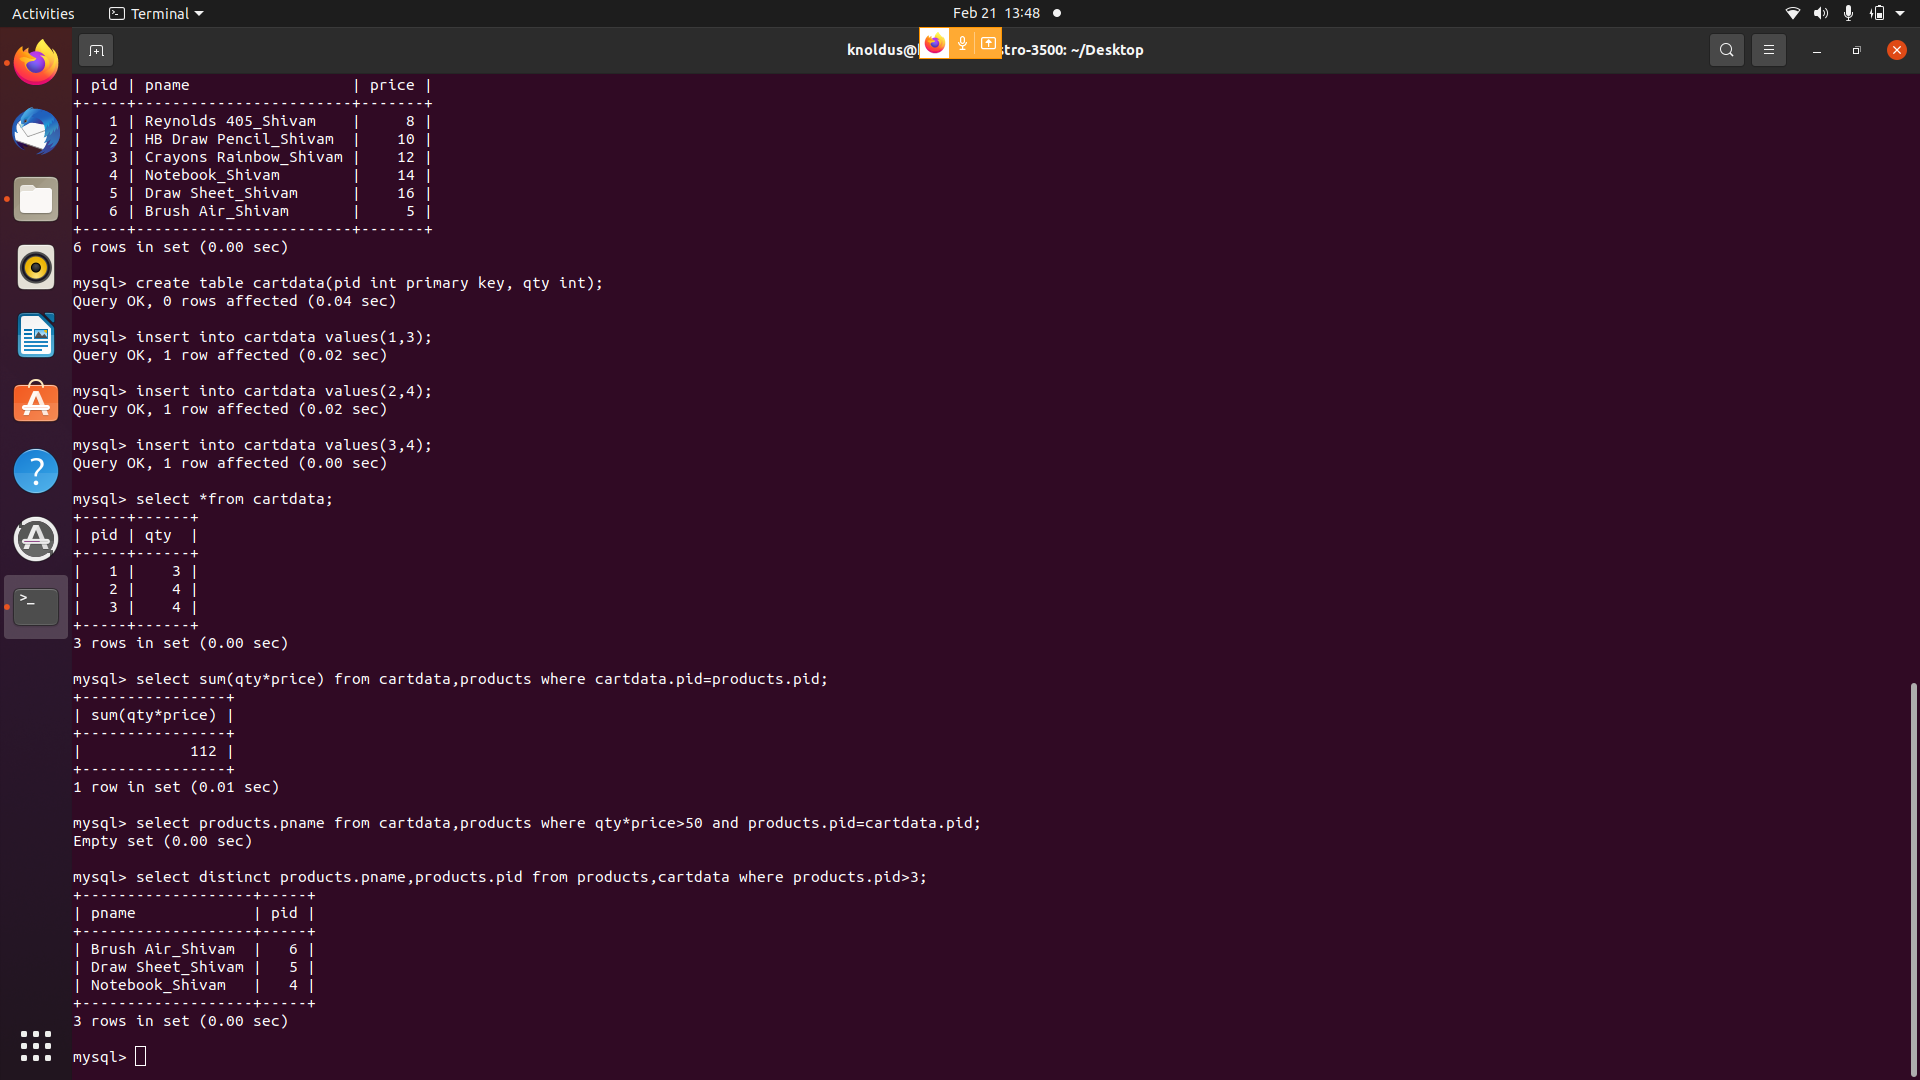 Activities Terminal Feb 21 13:48
knoldus@ stro-3500: ~/Desktop
| pid | pname                  | price |
+-----+------------------------+-------+
|   1 | Reynolds 405_Shivam    |     8 |
|   2 | HB Draw Pencil_Shivam  |    10 |
|   3 | Crayons Rainbow_Shivam |    12 |
|   4 | Notebook_Shivam        |    14 |
|   5 | Draw Sheet_Shivam      |    16 |
|   6 | Brush Air_Shivam       |     5 |
+-----+------------------------+-------+
6 rows in set (0.00 sec)
mysql> create table cartdata(pid int primary key, qty int);
Query OK, 0 rows affected (0.04 sec)
mysql> insert into cartdata values(1,3);
Query OK, 1 row affected (0.02 sec)
mysql> insert into cartdata values(2,4);
Query OK, 1 row affected (0.02 sec)
mysql> insert into cartdata values(3,4);
Query OK, 1 row affected (0.00 sec)
mysql> select *from cartdata;
+-----+------+
| pid | qty  |
+-----+------+
|   1 |    3 |
|   2 |    4 |
|   3 |    4 |
+-----+------+
3 rows in set (0.00 sec)
mysql> select sum(qty*price) from cartdata,products where cartdata.pid=products.pid;
+----------------+
| sum(qty*price) |
+----------------+
|            112 |
+----------------+
1 row in set (0.01 sec)
mysql> select products.pname from cartdata,products where qty*price>50 and products.pid=cartdata.pid;
Empty set (0.00 sec)
mysql> select distinct products.pname,products.pid from products,cartdata where products.pid>3;
+-------------------+-----+
| pname             | pid |
+-------------------+-----+
| Brush Air_Shivam  |   6 |
| Draw Sheet_Shivam |   5 |
| Notebook_Shivam   |   4 |
+-------------------+-----+
3 rows in set (0.00 sec)
mysql>